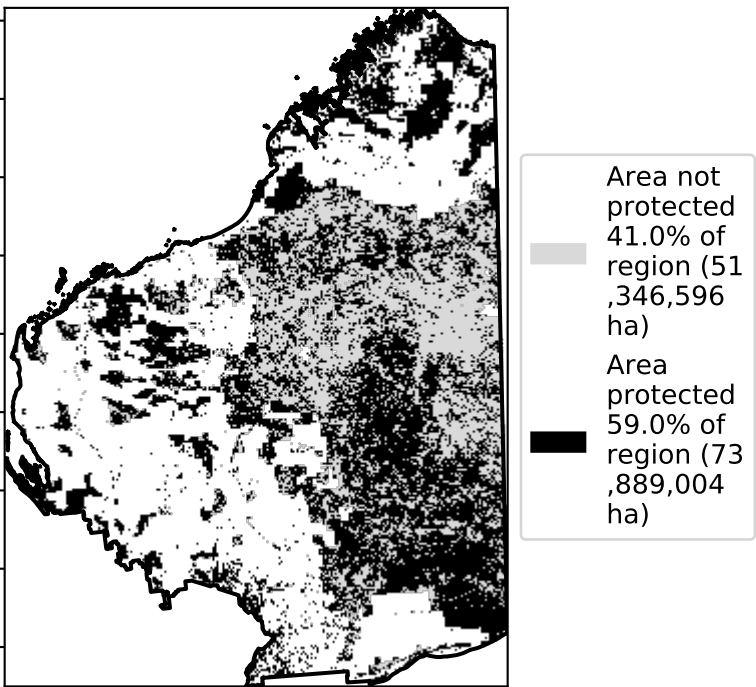 Area not
protected
41.0% of
region (51
,346,596
ha)
Area
protected
59.0% of
region (73
,889,004
ha)